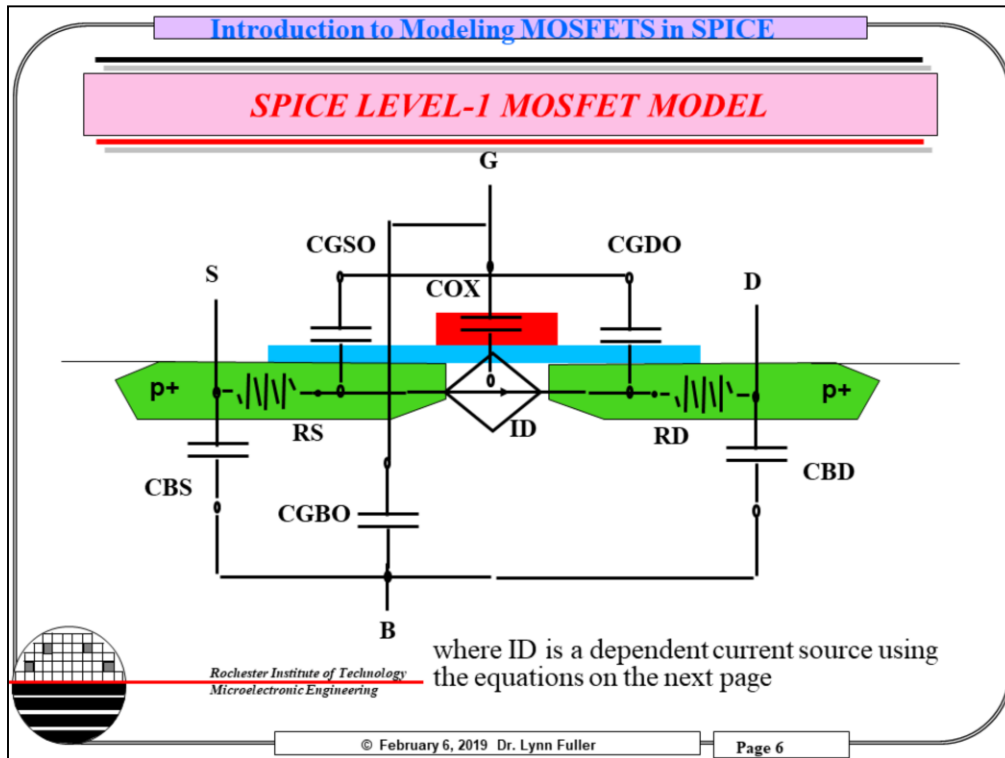 Introduction to Modeling MOSFETS in SPICE
SPICE LEVEL-1 MOSFET MODEL
G
CGSO
CGDO
S
COX
D
p+
p+
RS
ID
RD
CBS
CGBO
CBD
B
where ID is a dependent current source using
the equations on the next page
Rochester Institute of Technology
Microelectronic Engineering
© February 6, 2019 Dr. Lynn Fuller
Page 6